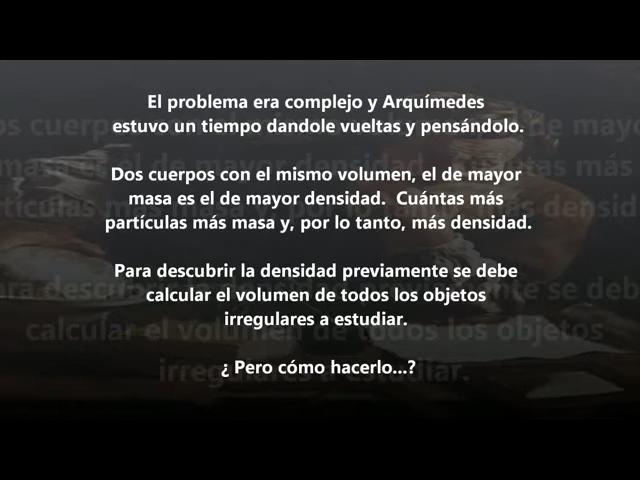 El problema era complejo y Arquímedes
estuvo un tiempo dandole vueltas y pensándolo.
Dos cuerpos con el mismo volumen, el de mayor
masa es el de mayor densidad. Cuántas más
partículas más masa y, por lo tanto, más densidad.
Para descubrir la densidad previamente se debe
calcular el volumen de todos los objetos
irregulares a estudiar.
¿ Pero cómo hacerlo...?